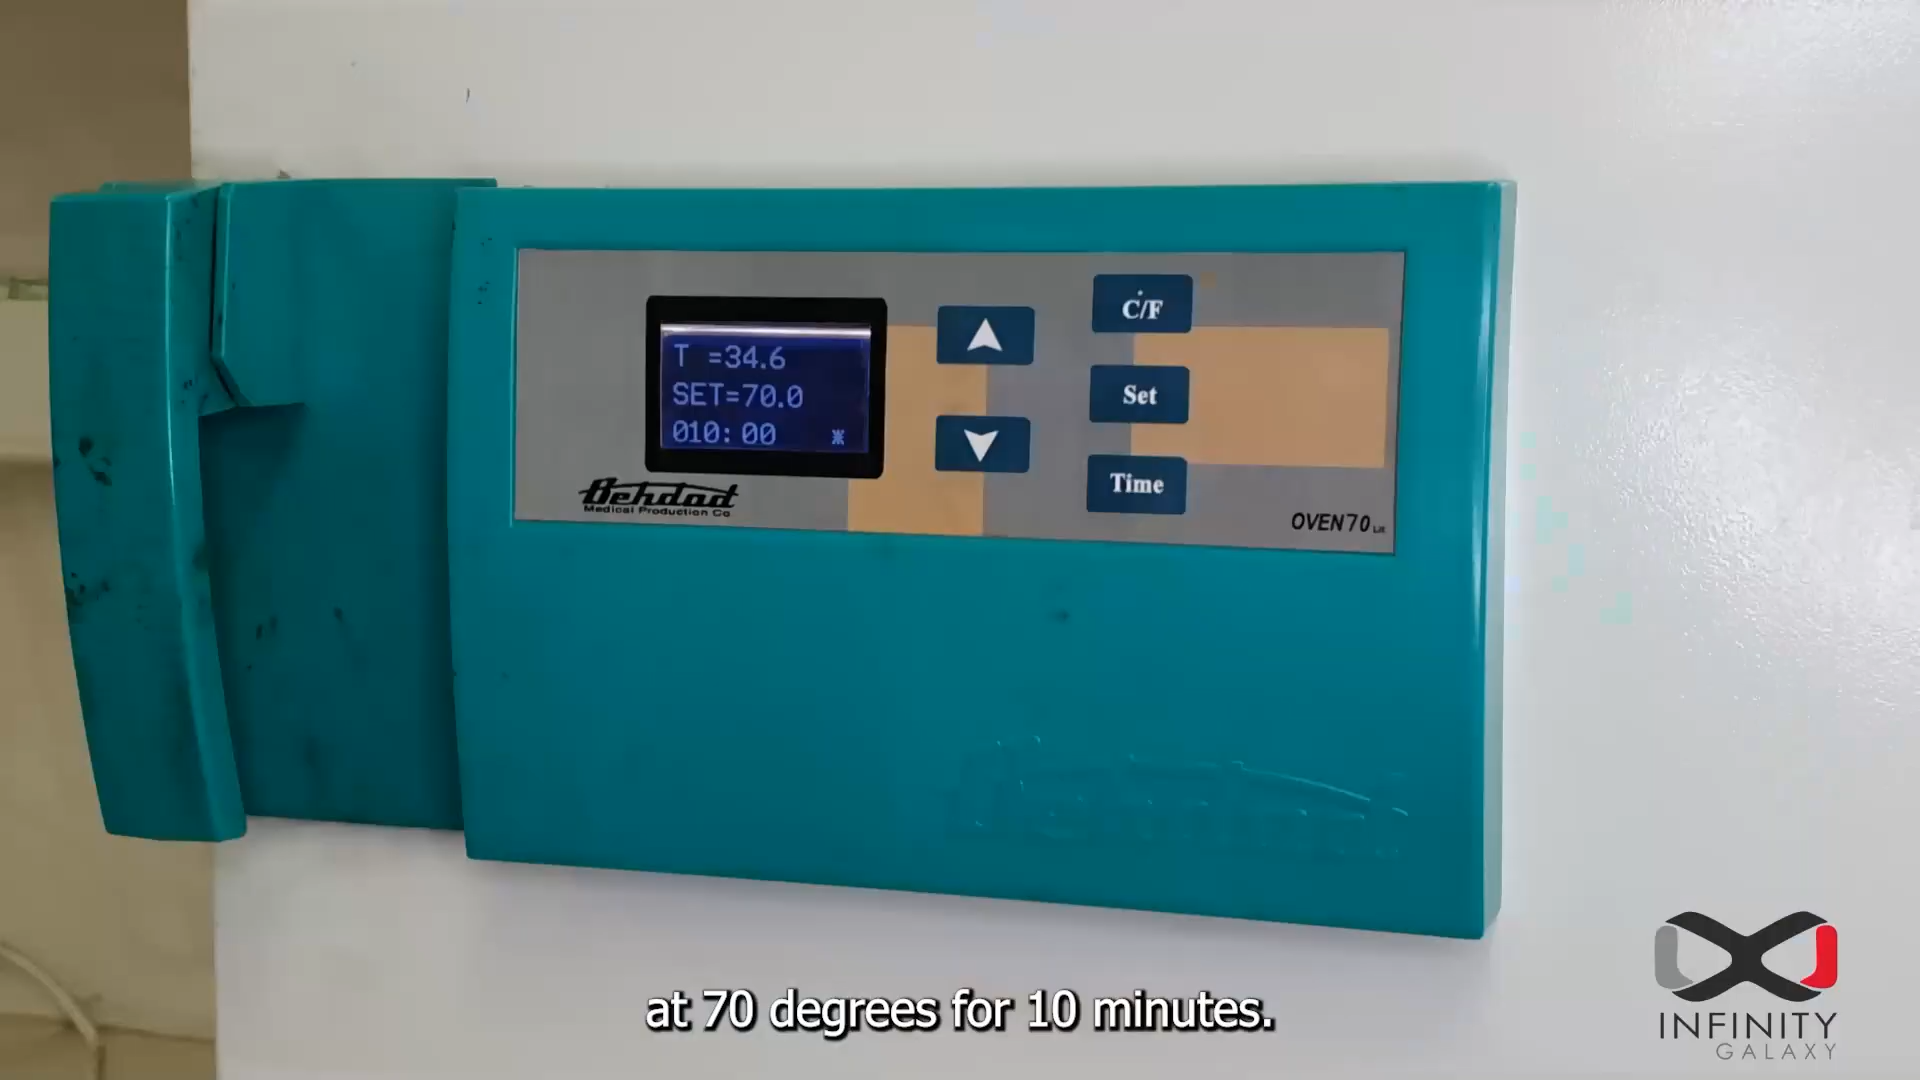 T =34.6
SET=70.0
010:00
Behdad
Medical Production Co
C/F
Set
Time
OVEN70 Lit
at 70 degrees for 10 minutes.
INFINITY
GALAXY